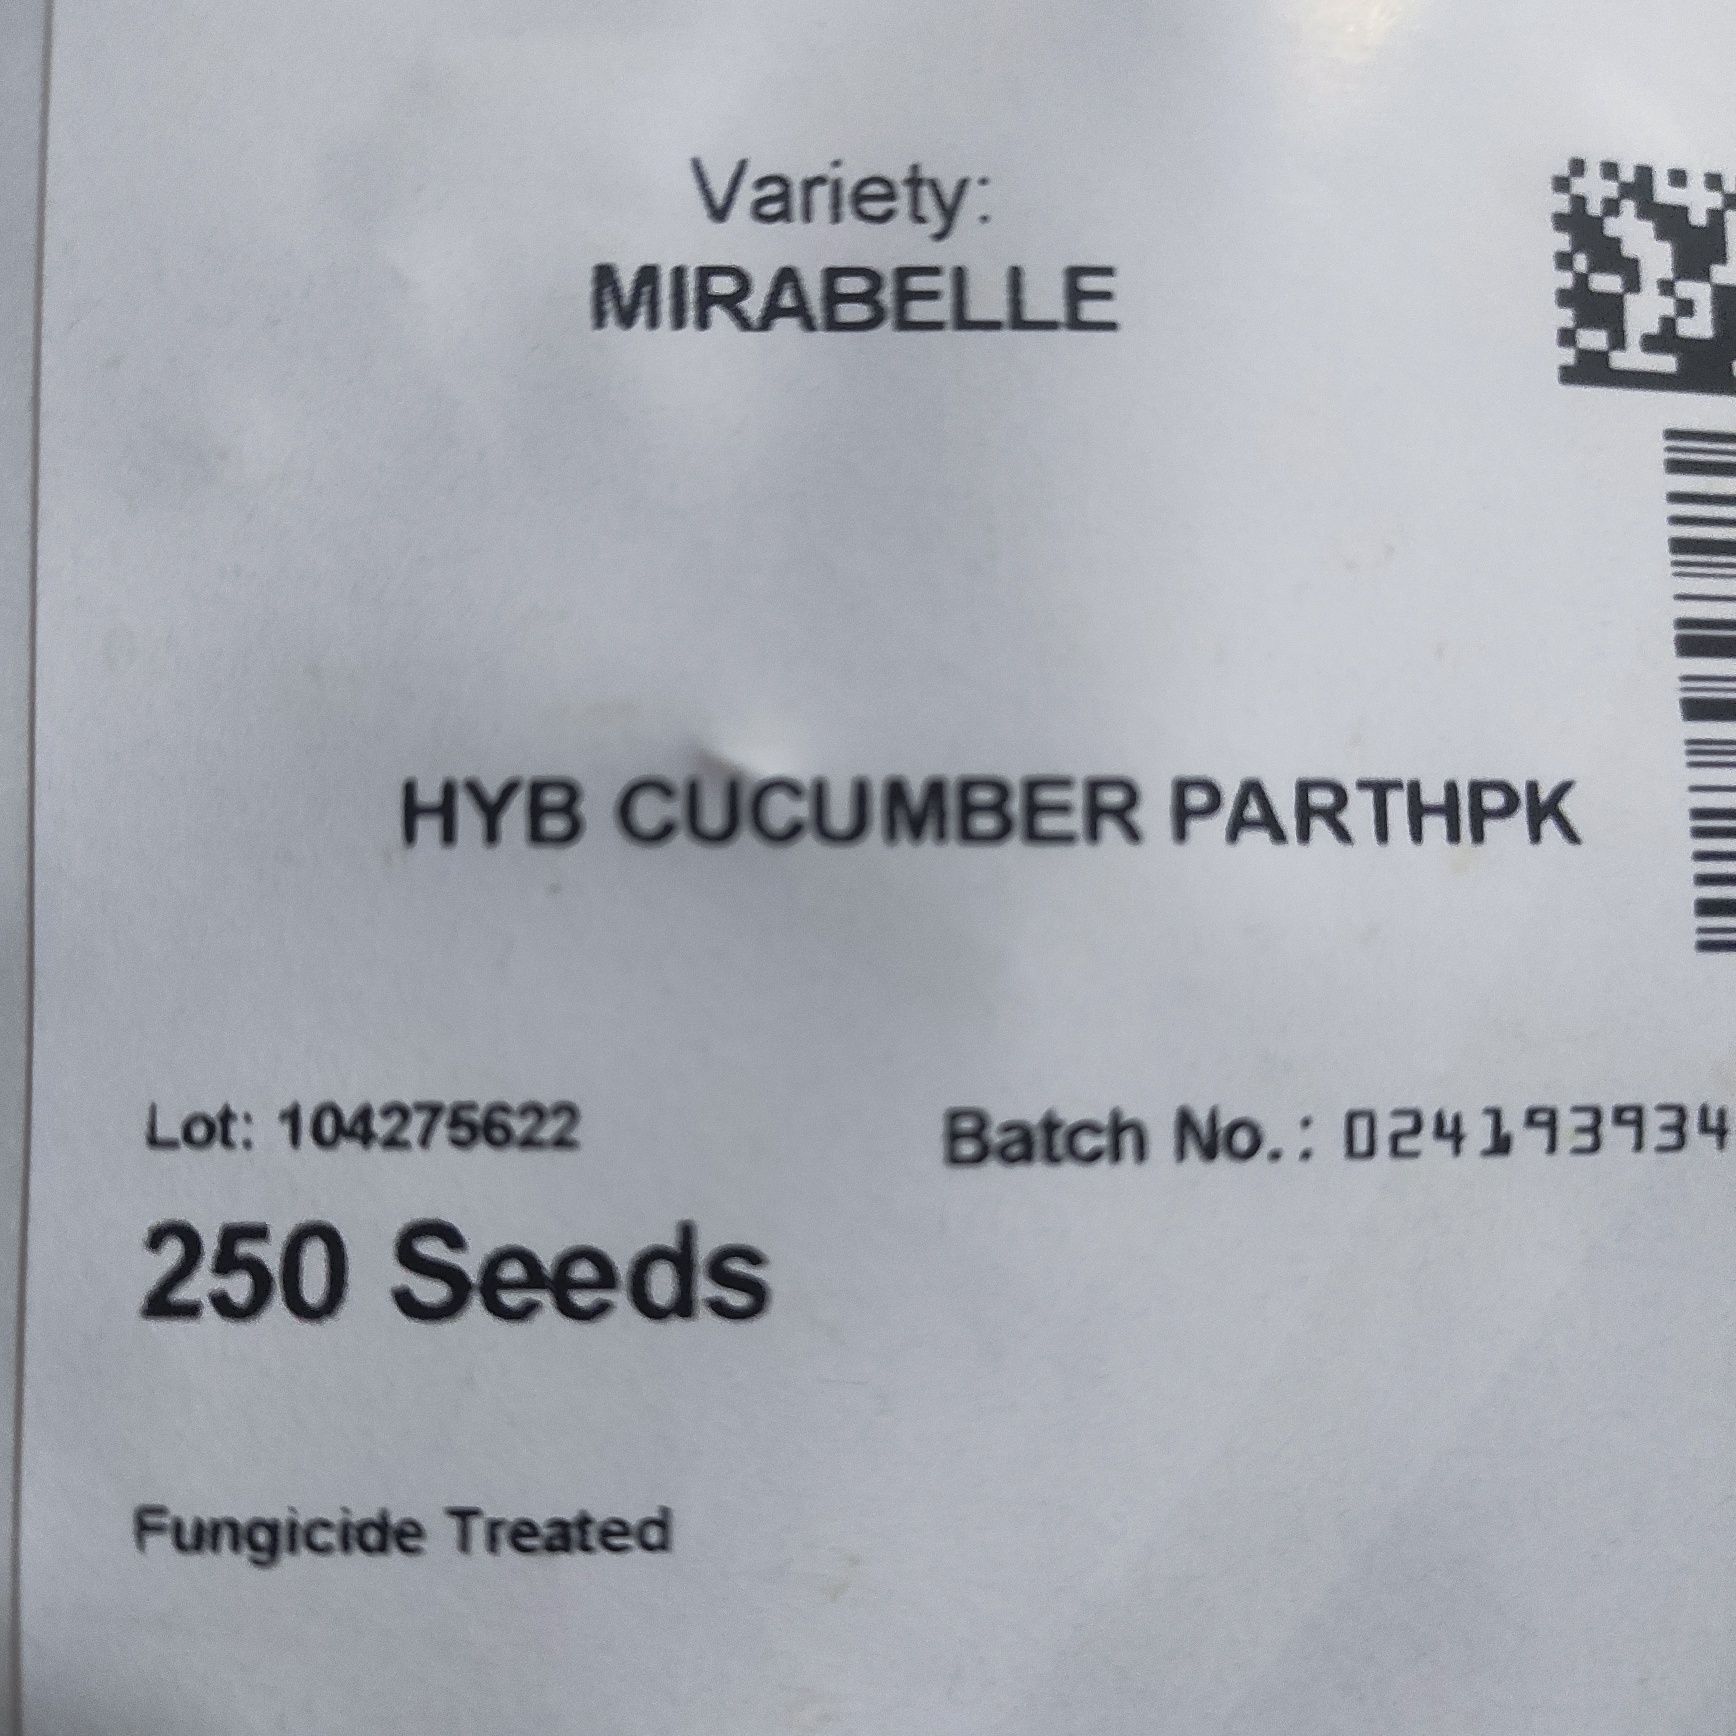 Variety:
MIRABELLE
HYB CUCUMBER PARTHPK
Lot: 104275622
Batch No.: 024193934
250 Seeds
Fungicide Treated